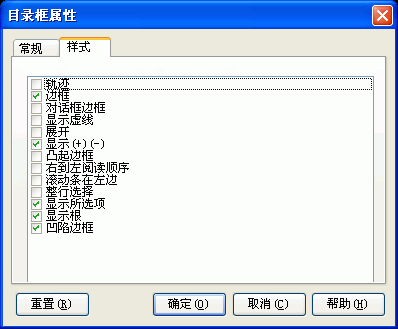 目录框属性
常规 样式
轨迹
边框
对话框边框
显示虚线
展开
显示(+)(-)
凸起边框
右到左阅读顺序
滚动条在左边
整行选择
显示所选项
显示根
凹陷边框
重置(R) 确定(O) 取消(C) 帮助(H)